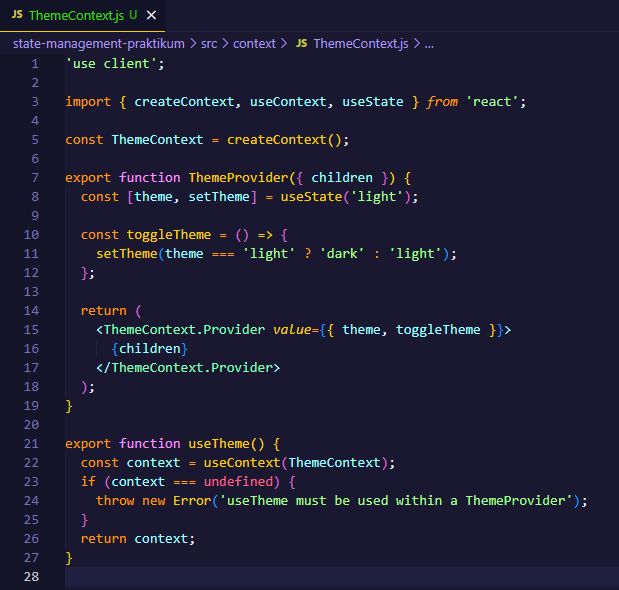 JS ThemeContext.js U ×
state-management-praktikum > src > context > JS ThemeContext.js > ...
1 'use client';
2
3 import { createContext, useContext, useState } from 'react';
4
5 const ThemeContext = createContext();
6
7 export function ThemeProvider({ children }) {
8   const [theme, setTheme] = useState('light');
9
10   const toggleTheme = () => {
11     setTheme(theme === 'light' ? 'dark' : 'light');
12   };
13
14   return (
15     <ThemeContext.Provider value={{ theme, toggleTheme }}>
16       {children}
17     </ThemeContext.Provider>
18   );
19 }
20
21 export function useTheme() {
22   const context = useContext(ThemeContext);
23   if (context === undefined) {
24     throw new Error('useTheme must be used within a ThemeProvider');
25   }
26   return context;
27 }
28